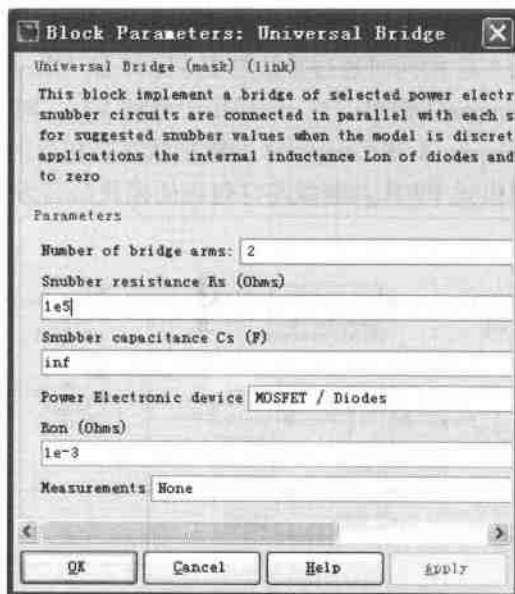 Block Parameters: Universal Bridge
Universal Bridge (mask) (link)
This block implement a bridge of selected power electr
snubber circuits are connected in parallel with each s
for suggested snubber values when the model is discret
applications the internal inductance Lon of diodes and
to zero
Parameters
Number of bridge arms: 2
Snubber resistance Rs (Ohms)
1e5
Snubber capacitance Cs (F)
inf
Power Electronic device MOSFET / Diodes
Ron (Ohms)
1e-3
Measurements None
OK Cancel Help Apply